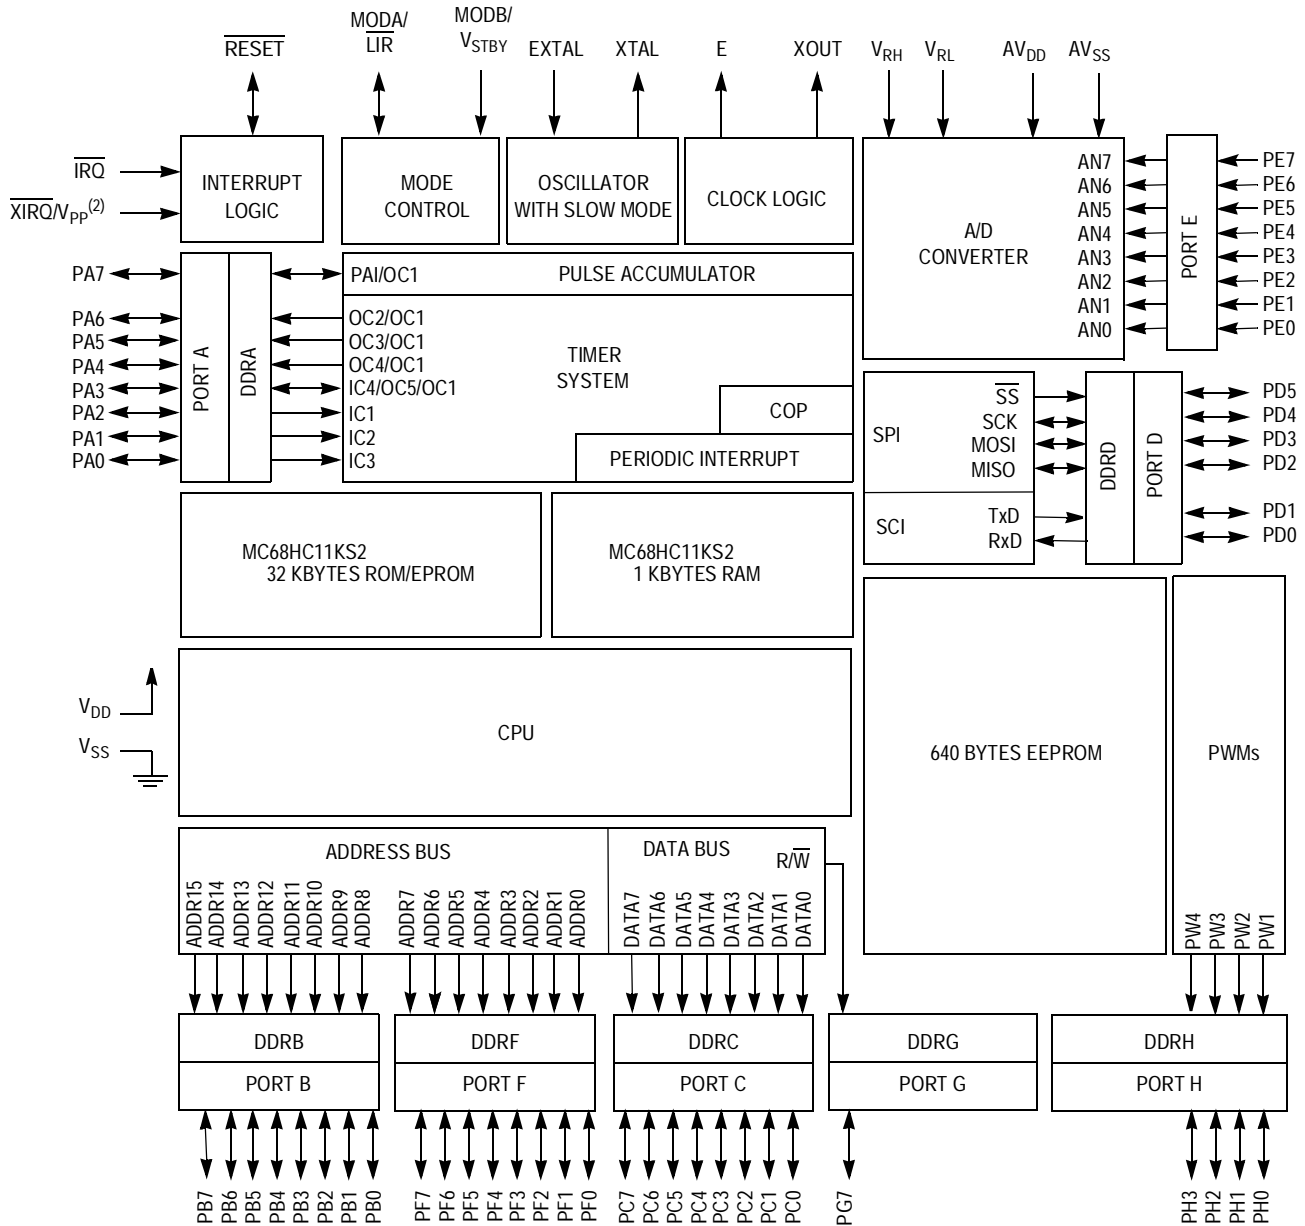 RESET
MODA/
LIR
MODB/
VSTBY
EXTAL
XTAL
E
XOUT
VRH
VRL
AVDD
AVSS
IRQ
XIRQ/VPP(2)
INTERRUPT
LOGIC
MODE
CONTROL
OSCILLATOR
WITH SLOW MODE
CLOCK LOGIC
A/D
CONVERTER
AN7
AN6
AN5
AN4
AN3
AN2
AN1
AN0
PORT E
PE7
PE6
PE5
PE4
PE3
PE2
PE1
PE0
PA7
PA6
PA5
PA4
PA3
PA2
PA1
PA0
PORT A
DDRA
PAI/OC1
PULSE ACCUMULATOR
OC2/OC1
OC3/OC1
OC4/OC1
IC4/OC5/OC1
IC1
IC2
IC3
TIMER
SYSTEM
COP
PERIODIC INTERRUPT
SPI
SS
SCK
MOSI
MISO
SCI
TxD
RxD
DDRD
PORT D
PD5
PD4
PD3
PD2
PD1
PD0
MC68HC11KS2
32 KBYTES ROM/EPROM
MC68HC11KS2
1 KBYTES RAM
VDD
VSS
CPU
640 BYTES EEPROM
PWMs
PW4
PW3
PW2
PW1
ADDRESS BUS
DATA BUS
R/W
ADDR15
ADDR14
ADDR13
ADDR12
ADDR11
ADDR10
ADDR9
ADDR8
ADDR7
ADDR6
ADDR5
ADDR4
ADDR3
ADDR2
ADDR1
ADDR0
DATA7
DATA6
DATA5
DATA4
DATA3
DATA2
DATA1
DATA0
DDRB
PORT B
DDRF
PORT F
DDRC
PORT C
DDRG
PORT G
DDRH
PORT H
PB7
PB6
PB5
PB4
PB3
PB2
PB1
PB0
PF7
PF6
PF5
PF4
PF3
PF2
PF1
PF0
PC7
PC6
PC5
PC4
PC3
PC2
PC1
PC0
PG7
PH3
PH2
PH1
PH0